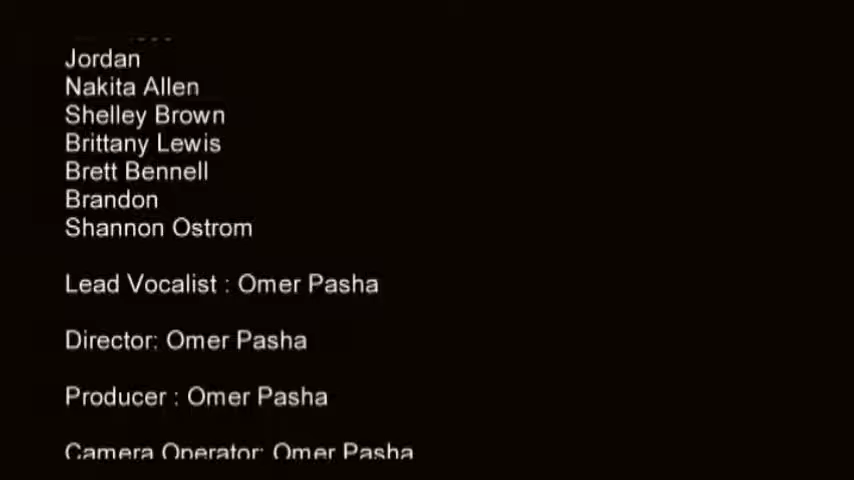 Jordan
Nakita Allen
Shelley Brown
Brittany Lewis
Brett Bennell
Brandon
Shannon Ostrom
Lead Vocalist : Omer Pasha
Director: Omer Pasha
Producer : Omer Pasha
Camera Operator: Omer Pasha